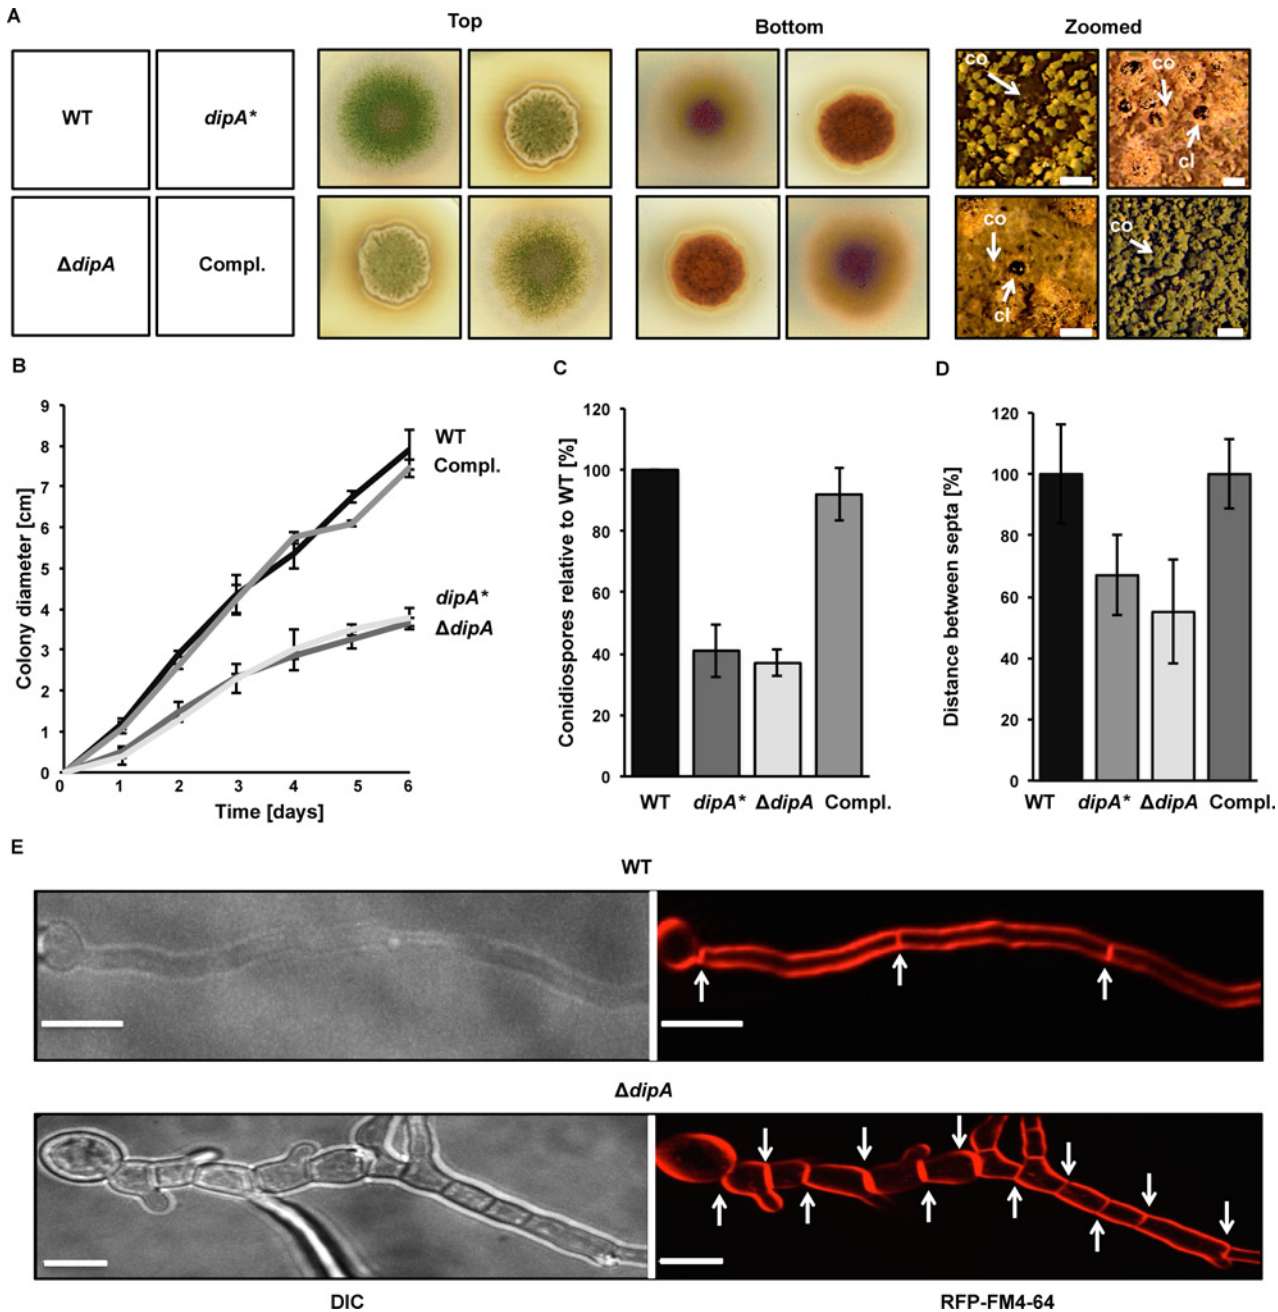 A
Top
Bottom
Zoomed
WT
dipA*
ΔdipA
Compl.
co
co
cl
co
cl
co
B
Colony diameter [cm]
9
8
7
6
5
4
3
2
1
0
0 1 2 3 4 5 6
Time [days]
WT
Compl.
dipA*
ΔdipA
C
Conidiospores relative to WT [%]
120
100
80
60
40
20
0
WT dipA* ΔdipA Compl.
D
Distance between septa [%]
120
100
80
60
40
20
0
WT dipA* ΔdipA Compl.
E
WT
ΔdipA
DIC
RFP-FM4-64